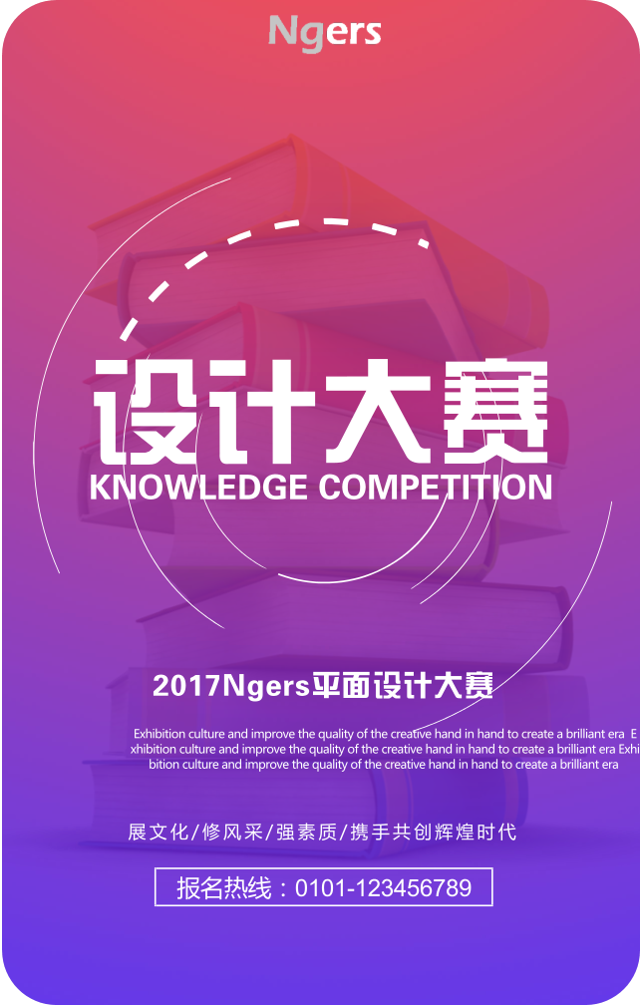 Ngers
设计大赛
KNOWLEDGE COMPETITION
2017Ngers平面设计大赛
Exhibition culture and improve the quality of the creative hand in hand to create a brilliant era E
xhibition culture and improve the quality of the creative hand in hand to create a brilliant era Exhi
bition culture and improve the quality of the creative hand in hand to create a brilliant era
展文化/修风采/强素质/携手共创辉煌时代
报名热线：0101-123456789